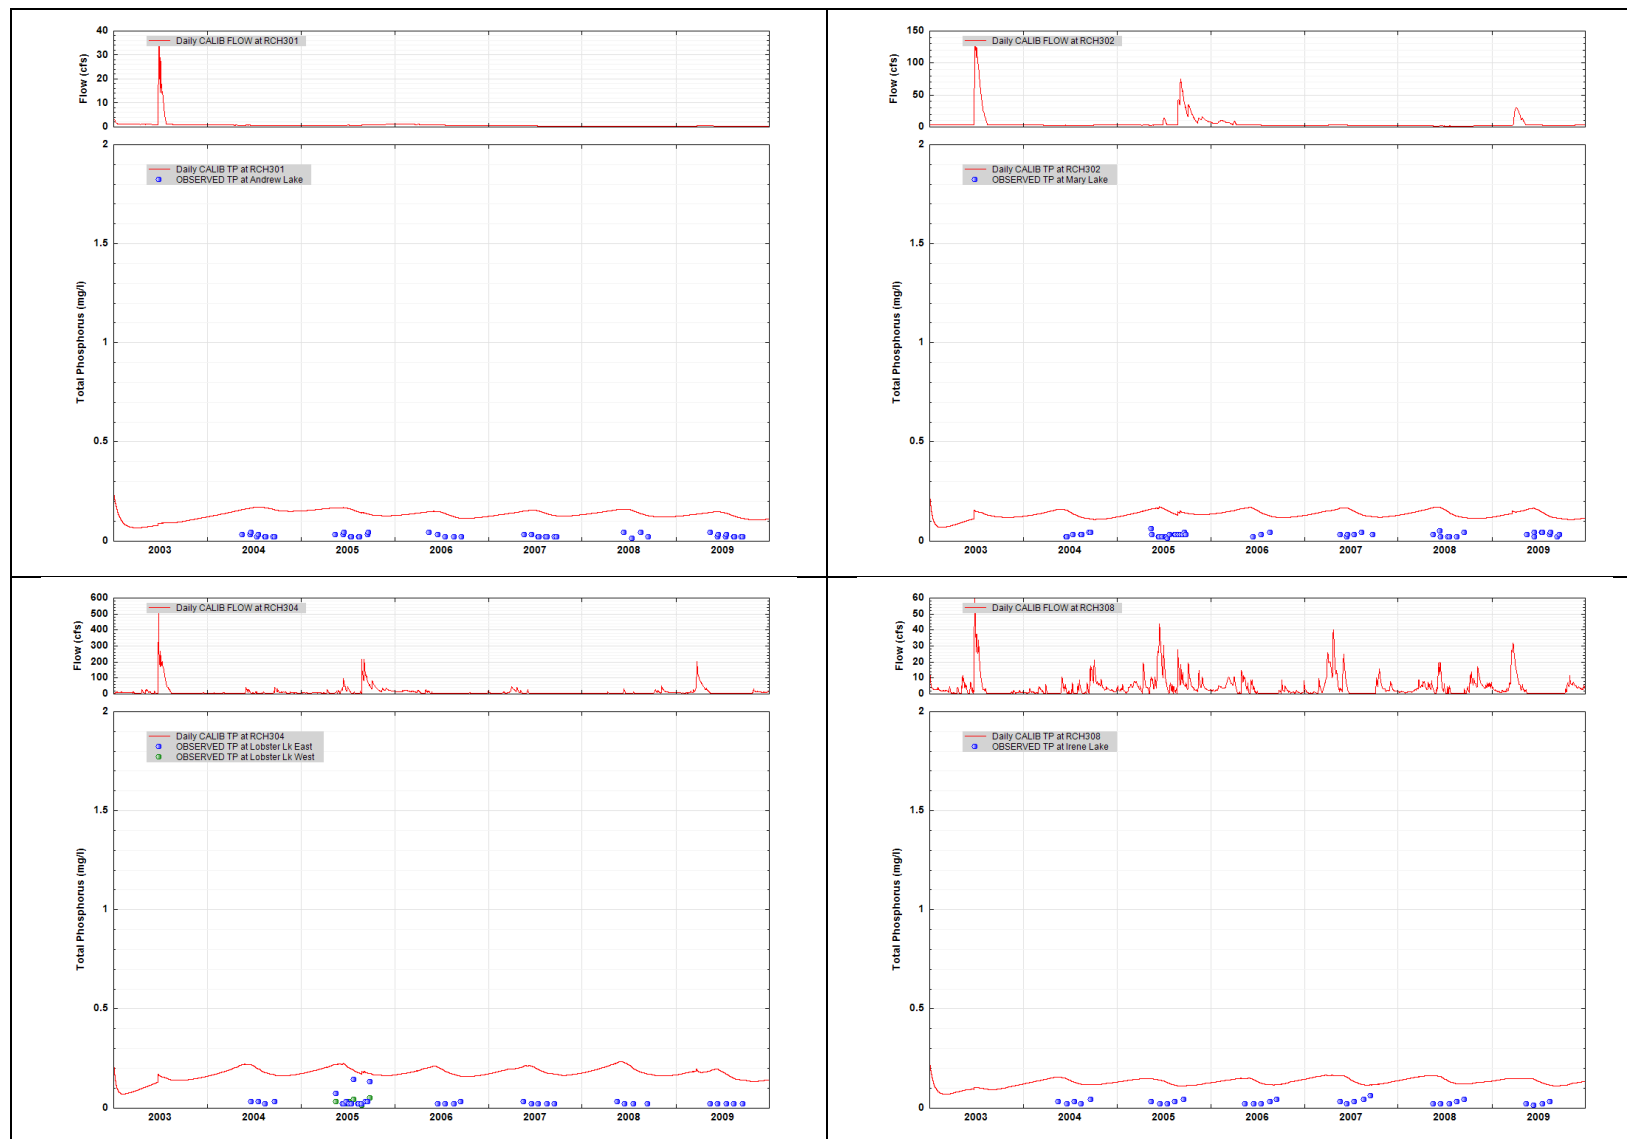 40
30
20
10
0
Flow (cfs)
Daily CALIB FLOW at RCH301
2
1.5
1
0.5
0
Total Phosphorus (mg/l)
Daily CALIB TP at RCH301
OBSERVED TP at Andrew Lake
2003 2004 2005 2006 2007 2008 2009
150
100
50
0
Flow (cfs)
Daily CALIB FLOW at RCH302
2
1.5
1
0.5
0
Total Phosphorus (mg/l)
Daily CALIB TP at RCH302
OBSERVED TP at Mary Lake
2003 2004 2005 2006 2007 2008 2009
600
500
400
300
200
100
0
Flow (cfs)
Daily CALIB FLOW at RCH304
2
1.5
1
0.5
0
Total Phosphorus (mg/l)
Daily CALIB TP at RCH304
OBSERVED TP at Lobster Lk East
OBSERVED TP at Lobster Lk West
2003 2004 2005 2006 2007 2008 2009
60
50
40
30
20
10
0
Flow (cfs)
Daily CALIB FLOW at RCH308
2
1.5
1
0.5
0
Total Phosphorus (mg/l)
Daily CALIB TP at RCH308
OBSERVED TP at Irene Lake
2003 2004 2005 2006 2007 2008 2009